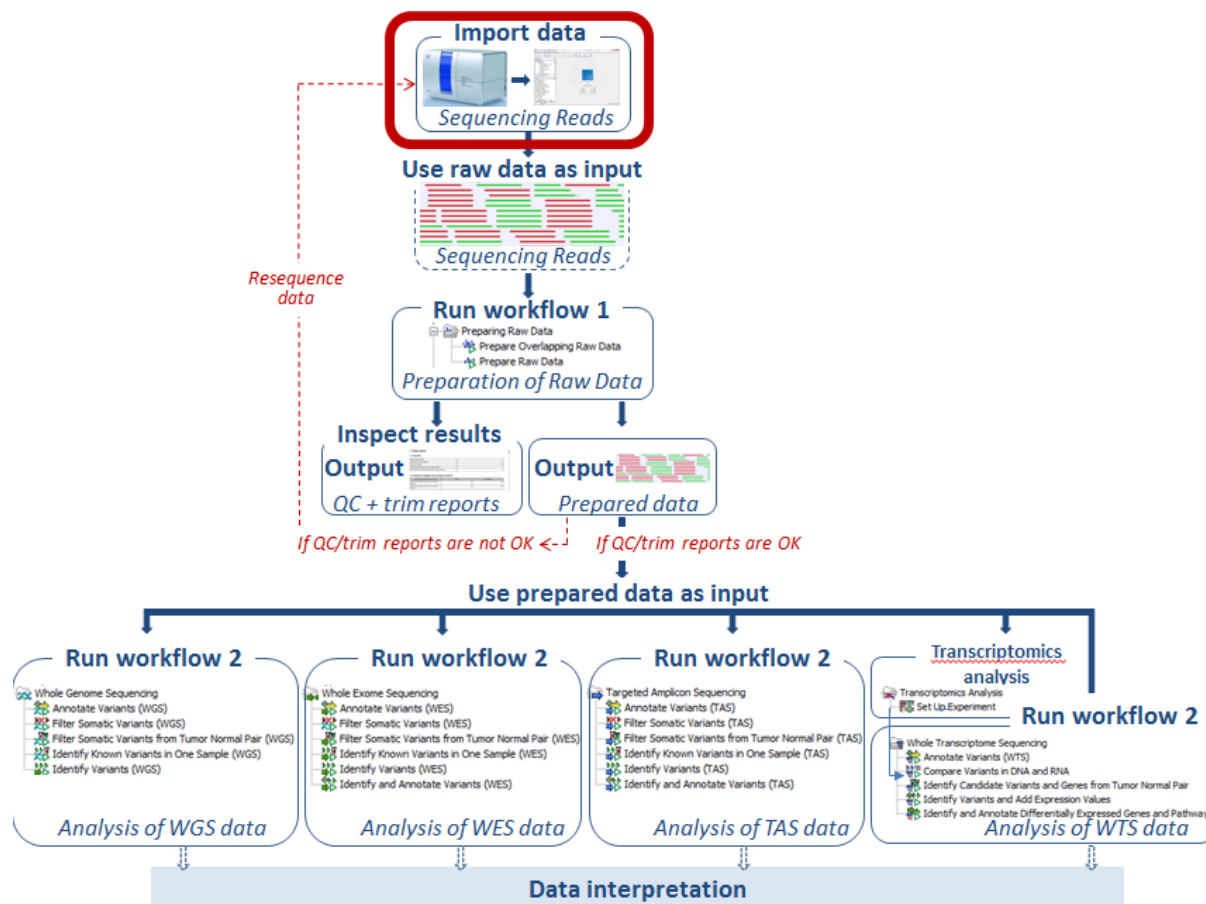 Import data
Sequencing Reads
Use raw data as input
Sequencing Reads
Resequence
data
Run workflow 1
Preparing Raw Data
Prepare Overlapping Raw Data
Prepare Raw Data
Preparation of Raw Data
Inspect results
Output
QC + trim reports
Output
Prepared data
If QC/trim reports are not OK
If QC/trim reports are OK
Use prepared data as input
Run workflow 2
Whole Genome Sequencing
Annotate Variants (WGS)
Filter Somatic Variants (WGS)
Filter Somatic Variants from Tumor Normal Pair (WGS)
Identify Known Variants in One Sample (WGS)
Identify Variants (WGS)
Analysis of WGS data
Run workflow 2
Whole Exome Sequencing
Annotate Variants (WES)
Filter Somatic Variants (WES)
Filter Somatic Variants from Tumor Normal Pair (WES)
Identify Known Variants in One Sample (WES)
Identify Variants (WES)
Identify and Annotate Variants (WES)
Analysis of WES data
Run workflow 2
Targeted Amplicon Sequencing
Annotate Variants (TAS)
Filter Somatic Variants (TAS)
Filter Somatic Variants from Tumor Normal Pair (TAS)
Identify Known Variants in One Sample (TAS)
Identify Variants (TAS)
Identify and Annotate Variants (TAS)
Analysis of TAS data
Transcriptomics
analysis
Transcriptomics Analysis
Set Up Experiment
Run workflow 2
Whole Transcriptome Sequencing
Annotate Variants (WTS)
Compare Variants in DNA and RNA
Identify Candidate Variants and Genes from Tumor Normal Pair
Identify Variants and Add Expression Values
Identify and Annotate Differentially Expressed Genes and Pathway
Analysis of WTS data
Data interpretation